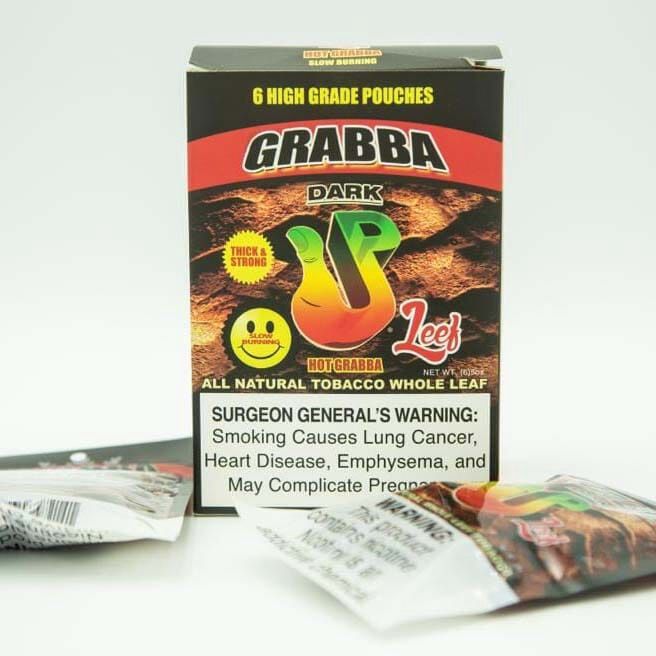 HOT GRABBA
SLOW BURNING
6 HIGH GRADE POUCHES
GRABBA
DARK
UP
THICK &
STRONG
SLOW
BURNING
Leef
HOT GRABBA
NET WT.
ALL NATURAL TOBACCO WHOLE LEAF
SURGEON GENERAL'S WARNING:
Smoking Causes Lung Cancer,
Heart Disease, Emphysema, and
May Complicate
WARNING:
This product
contains nicotine.
Nicotine is an
addictive chemical.
Leef